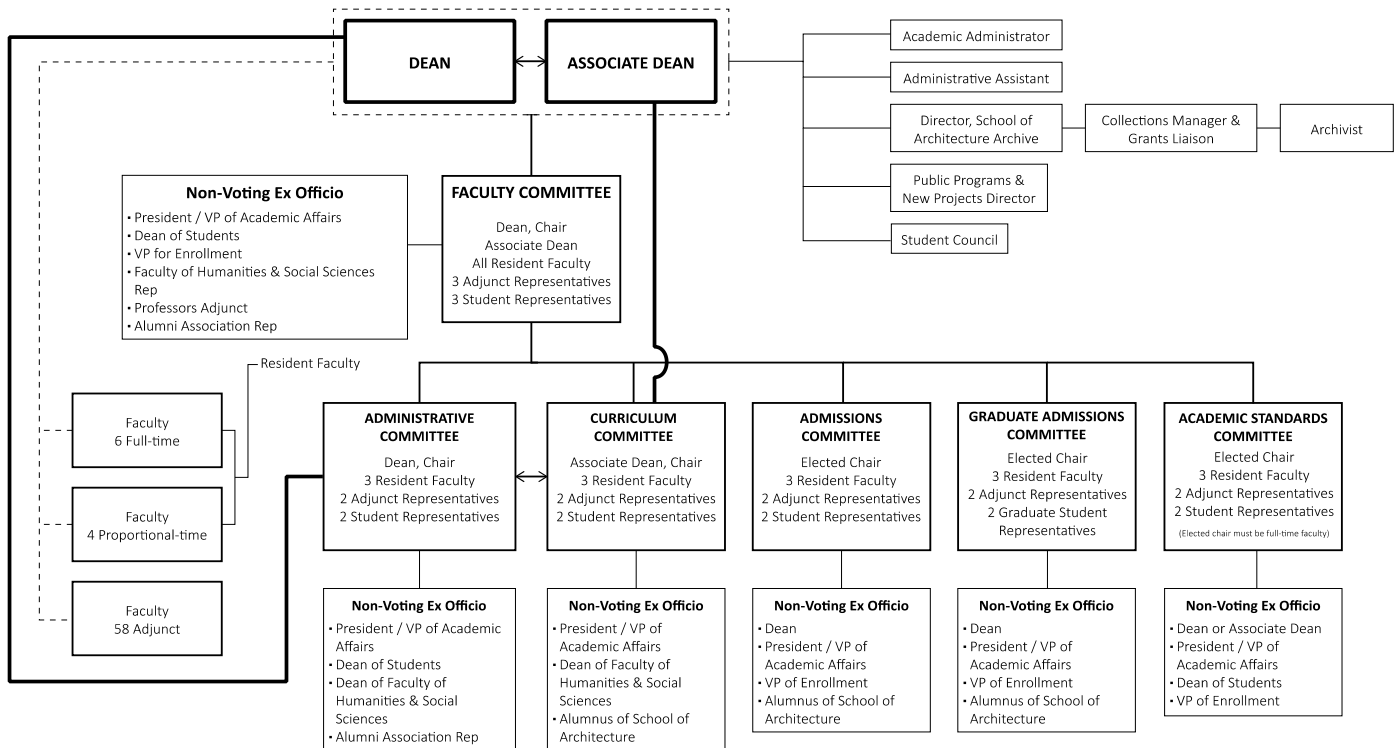 DEAN
ASSOCIATE DEAN
Academic Administrator
Administrative Assistant
Director, School of
Architecture Archive
Collections Manager &
Grants Liaison
Archivist
Public Programs &
New Projects Director
Student Council
Non-Voting Ex Officio
• President / VP of Academic Affairs
• Dean of Students
• VP for Enrollment
• Faculty of Humanities & Social Sciences
Rep
• Professors Adjunct
• Alumni Association Rep
FACULTY COMMITTEE
Dean, Chair
Associate Dean
All Resident Faculty
3 Adjunct Representatives
3 Student Representatives
Resident Faculty
Faculty
6 Full-time
Faculty
4 Proportional-time
Faculty
58 Adjunct
ADMINISTRATIVE
COMMITTEE
Dean, Chair
3 Resident Faculty
2 Adjunct Representatives
2 Student Representatives
CURRICULUM
COMMITTEE
Associate Dean, Chair
3 Resident Faculty
2 Adjunct Representatives
2 Student Representatives
ADMISSIONS
COMMITTEE
Elected Chair
3 Resident Faculty
2 Adjunct Representatives
2 Student Representatives
GRADUATE ADMISSIONS
COMMITTEE
Elected Chair
3 Resident Faculty
2 Adjunct Representatives
2 Graduate Student
Representatives
ACADEMIC STANDARDS
COMMITTEE
Elected Chair
3 Resident Faculty
2 Adjunct Representatives
2 Student Representatives
(Elected chair must be full-time faculty)
Non-Voting Ex Officio
• President / VP of Academic
Affairs
• Dean of Students
• Dean of Faculty of
Humanities & Social
Sciences
• Alumni Association Rep
Non-Voting Ex Officio
• President / VP of
Academic Affairs
• Dean of Faculty of
Humanities & Social
Sciences
• Alumnus of School of
Architecture
Non-Voting Ex Officio
• Dean
• President / VP of
Academic Affairs
• VP of Enrollment
• Alumnus of School of
Architecture
Non-Voting Ex Officio
• Dean
• President / VP of
Academic Affairs
• VP of Enrollment
• Alumnus of School of
Architecture
Non-Voting Ex Officio
• Dean or Associate Dean
• President / VP of
Academic Affairs
• Dean of Students
• VP of Enrollment